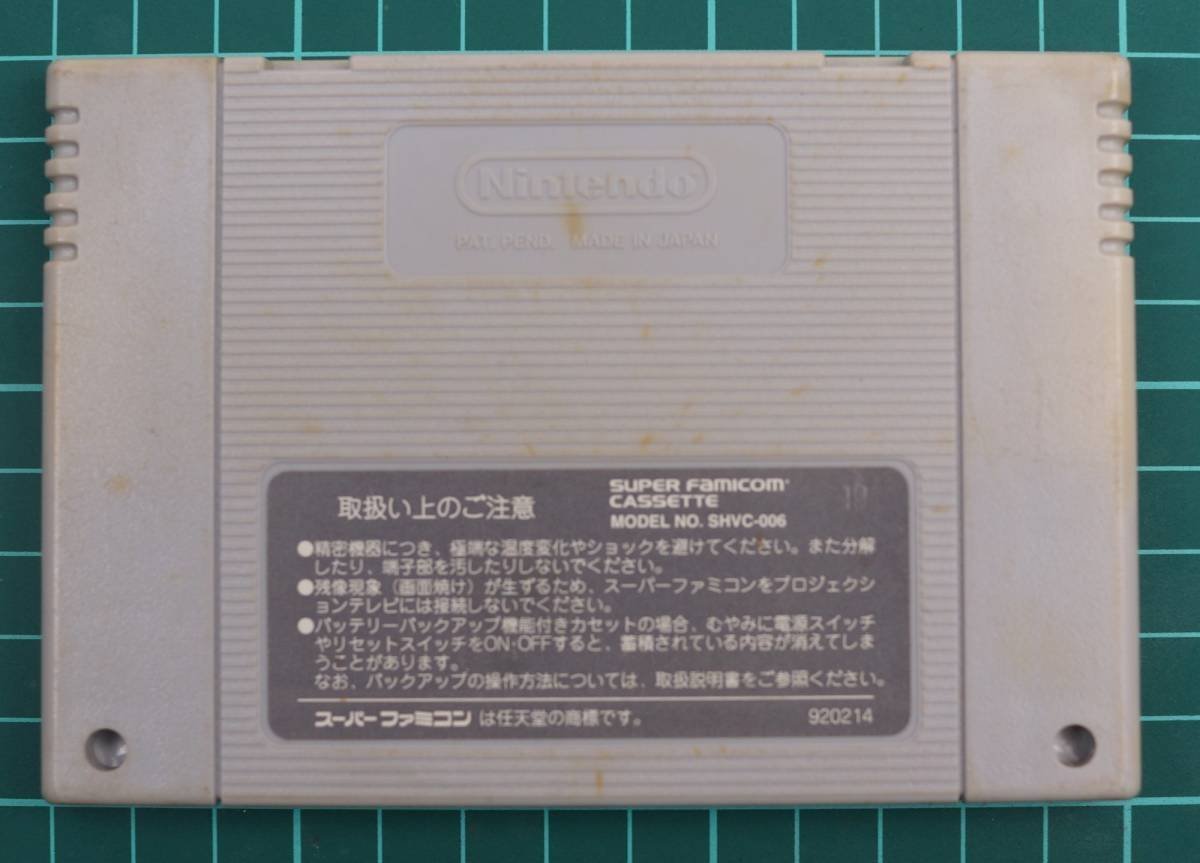 Nintendo
PAT. PEND. MADE IN JAPAN
取扱い上のご注意
SUPER FAMICOM
CASSETTE
MODEL NO. SHVC-006
●精密機器につき、極端な温度変化やショックを避けてください。また分解
したり、端子部を汚したりしないでください。
●残像現象（画面焼け）が生ずるため、スーパーファミコンをプロジェクシ
ョンテレビには接続しないでください。
●バッテリーバックアップ機能付きカセットの場合、むやみに電源スイッチ
やリセットスイッチをON・OFFすると、蓄積されている内容が消えてしま
うことがあります。
なお、バックアップの操作方法については、取扱説明書をご参照ください。
スーパーファミコンは任天堂の商標です。
920214